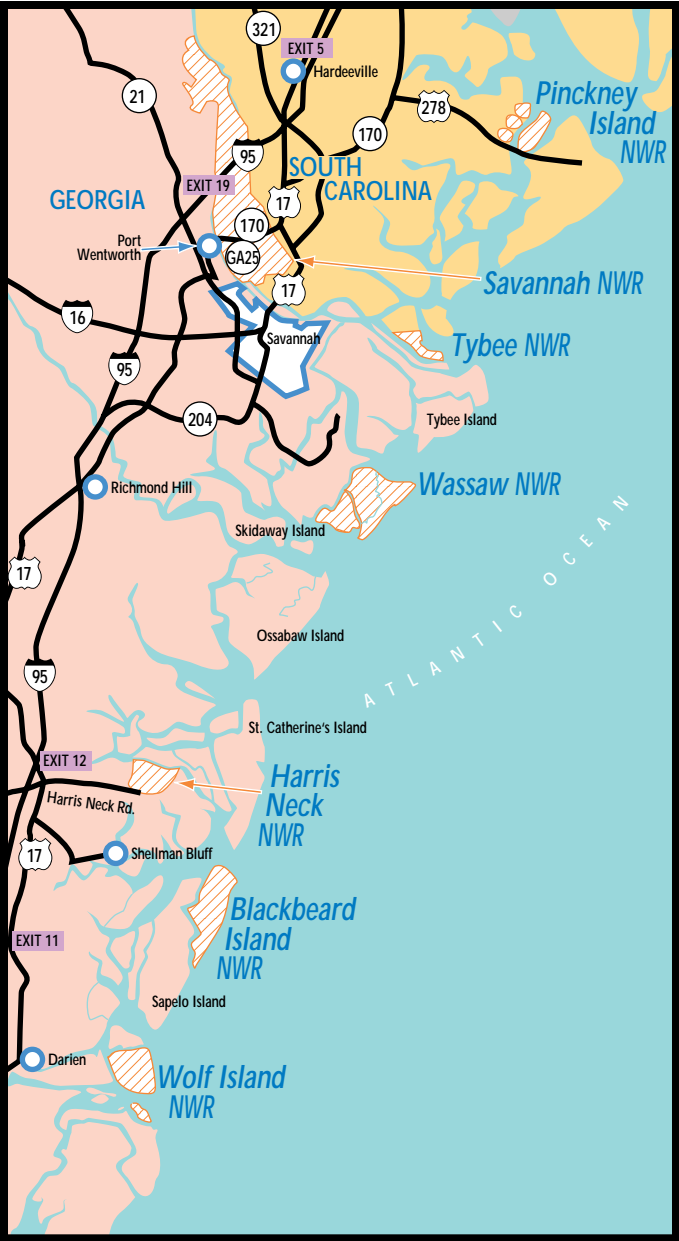 321
EXIT 5
Hardeeville
21
278
Pinckney
Island
NWR
170
95
SOUTH
CAROLINA
EXIT 19
GEORGIA
17
170
Port
Wentworth
GA25
Savannah NWR
17
16
Savannah
Tybee NWR
95
204
Tybee Island
Richmond Hill
Wassaw NWR
Skidaway Island
ATLANTIC OCEAN
17
Ossabaw Island
95
St. Catherine's Island
EXIT 12
Harris
Neck
NWR
Harris Neck Rd.
17
Shellman Bluff
Blackbeard
Island
NWR
EXIT 11
Sapelo Island
Darien
Wolf Island
NWR